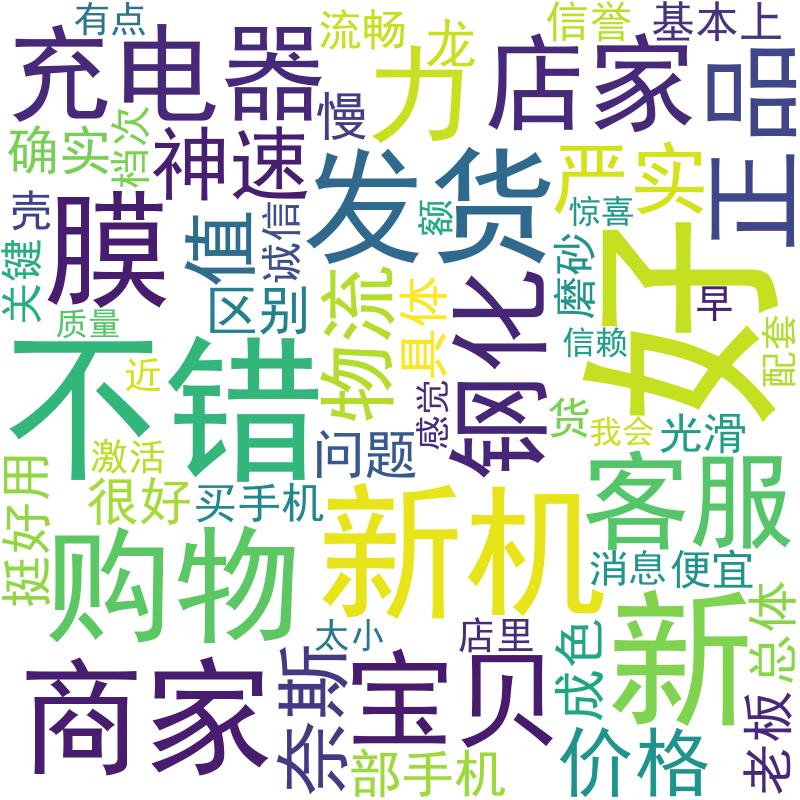 有点
流畅
龙
信誉
基本上
充电器
力
店家
正品
慢
确实
档次
神速
发货
严
实
壳
膜
值
诚信
额
惊喜
好
关键
区别
物流
具体
钢化
磨砂
早
质量
信赖
配套
不错
近
感觉
货
我会
光滑
激活
问题
挺好用
很好
买手机
新机
客服
购物
消息
便宜
太小
店里
成色
新
总体
商家
奈斯
宝贝
部手机
价格
老板